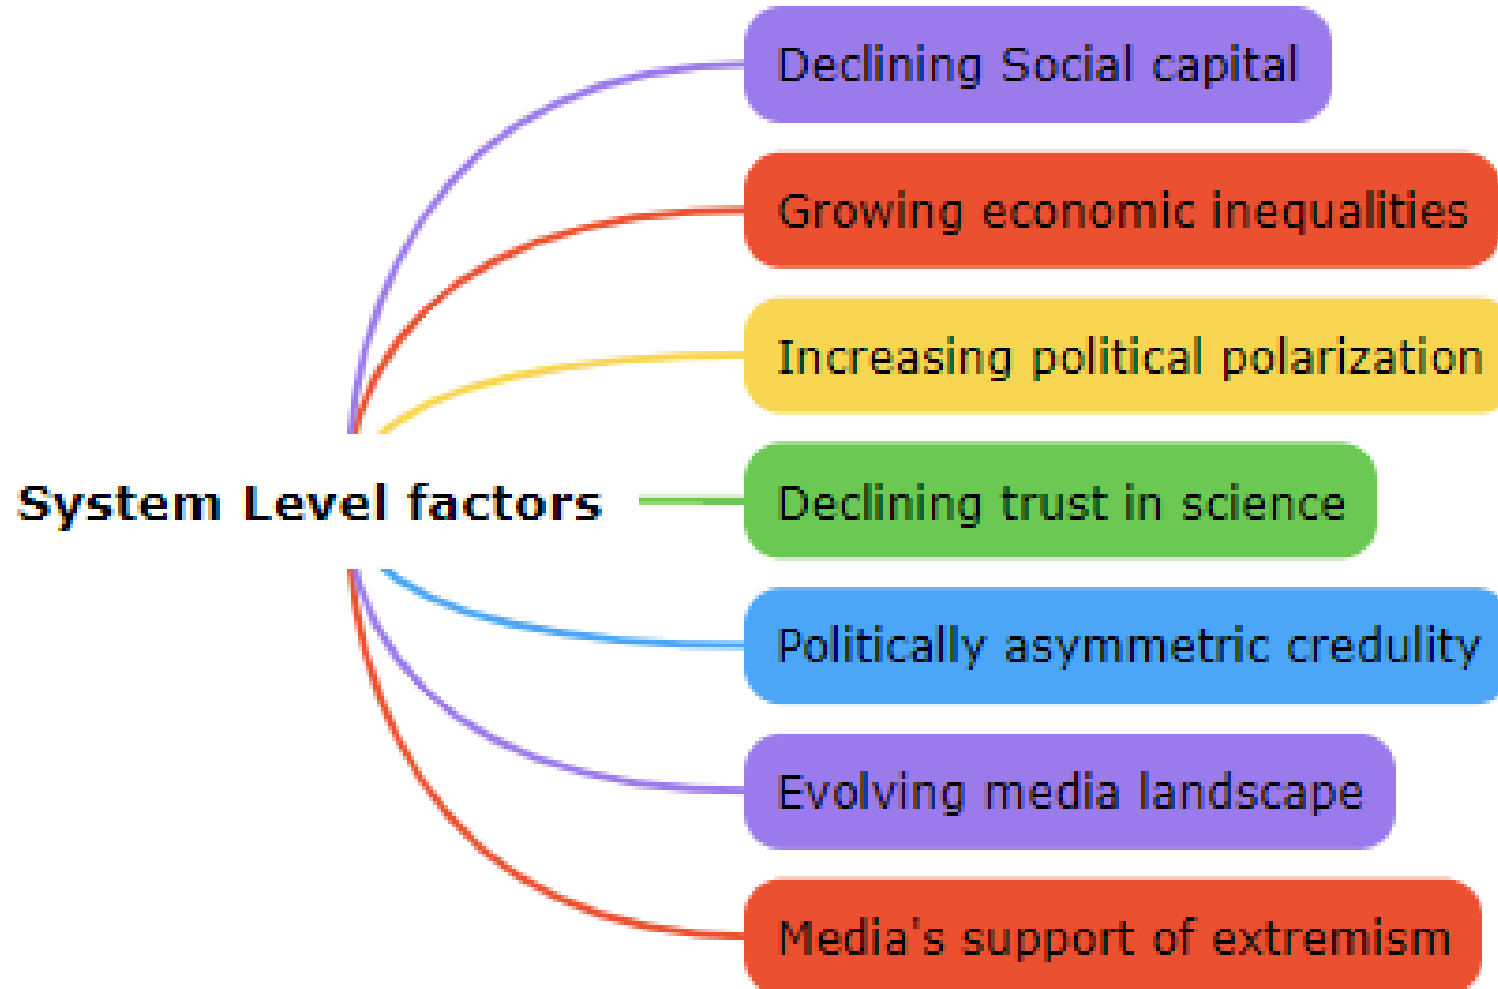 Declining Social capital
Growing economic inequalities
Increasing political polarization
System Level factors
Declining trust in science
Politically asymmetric credulity
Evolving media landscape
Media's support of extremism